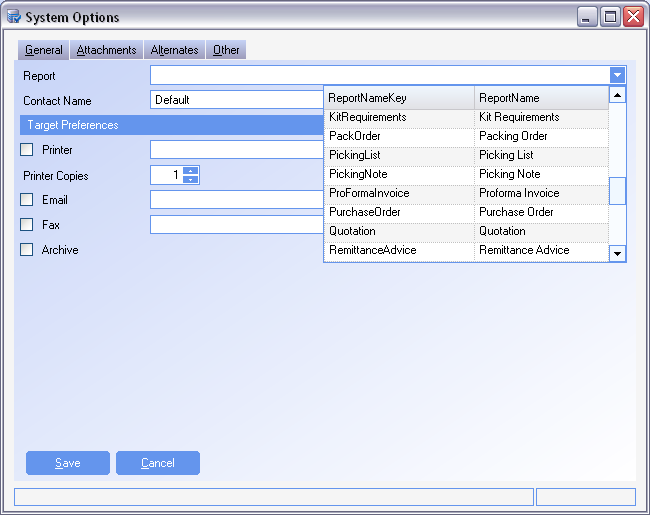 System Options
General Attachments Alternates Other
Report
Contact Name Default
ReportNameKey ReportName
KitRequirements Kit Requirements
Target Preferences
PackOrder Packing Order
Printer
PickingList Picking List
Printer Copies 1
PickingNote Picking Note
Email
ProFormaInvoice Proforma Invoice
PurchaseOrder Purchase Order
Fax
Quotation Quotation
Archive
RemittanceAdvice Remittance Advice
Save Cancel